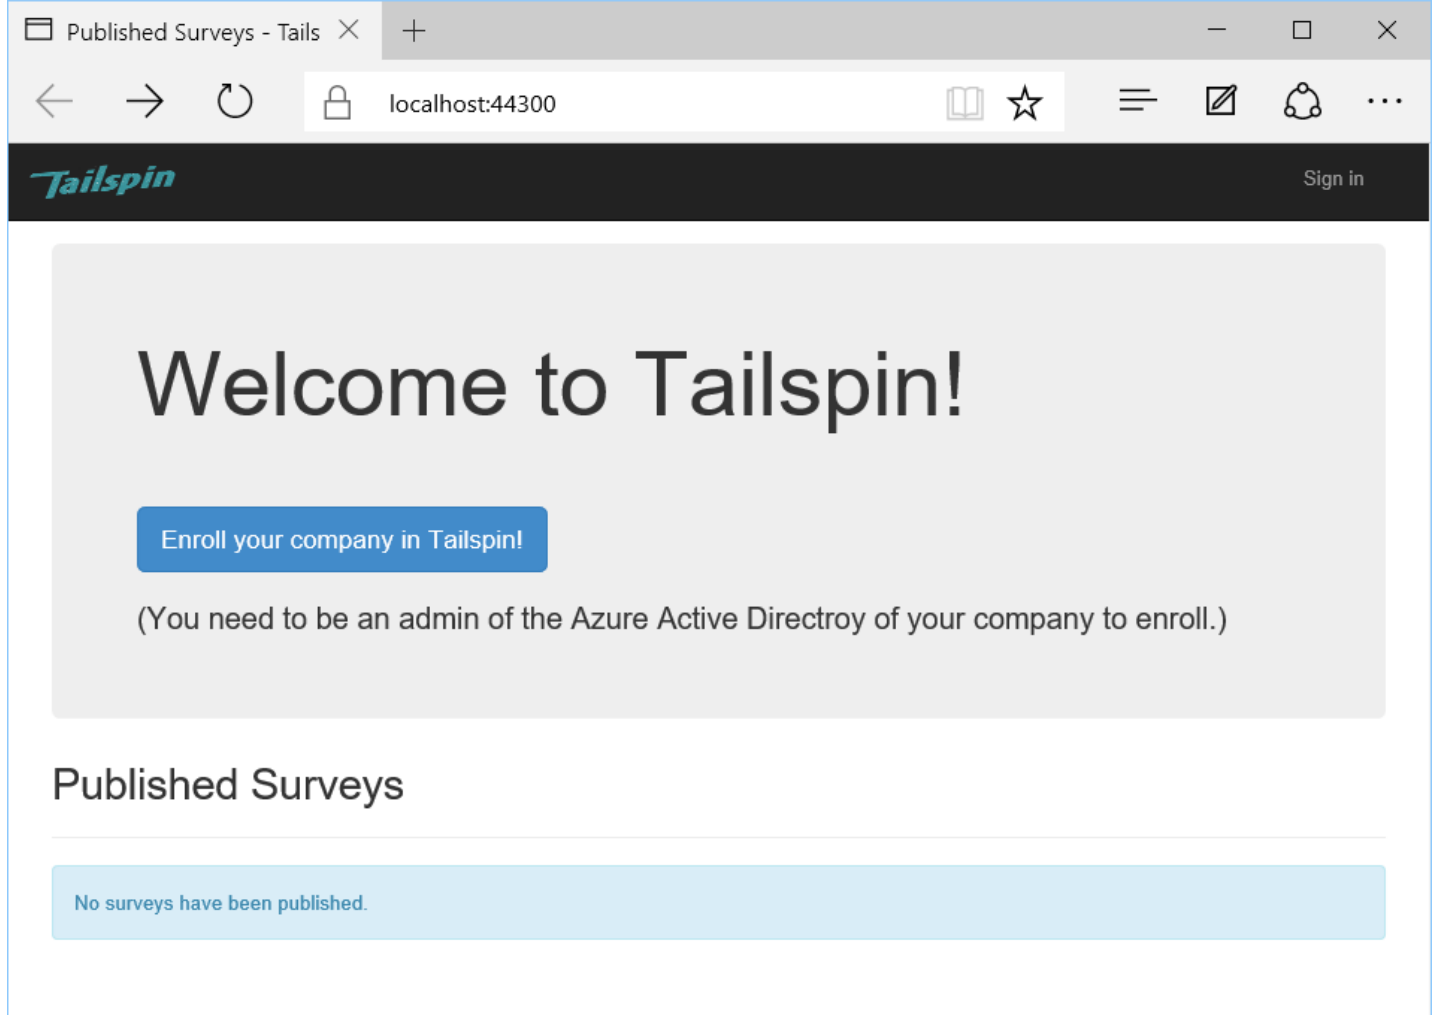 Published Surveys - Tails
localhost:44300
Tailspin
Sign in
Welcome to Tailspin!
Enroll your company in Tailspin!
(You need to be an admin of the Azure Active Directroy of your company to enroll.)
Published Surveys
No surveys have been published.